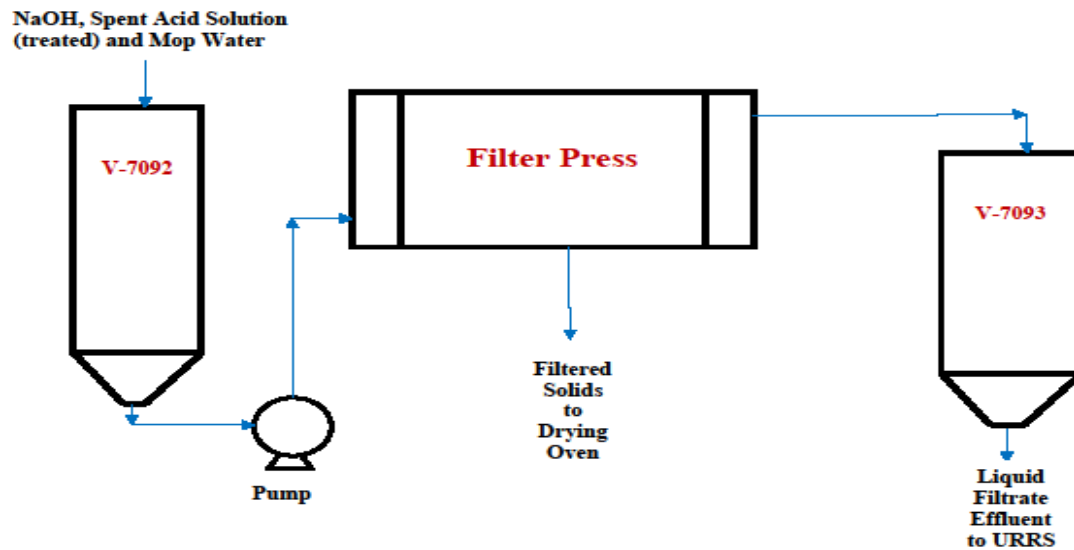 NaOH, Spent Acid Solution
(treated) and Mop Water
V-7092
Filter Press
V-7093
Filtered
Solids
to
Drying
Oven
Pump
Liquid
Filtrate
Effluent
to URRS